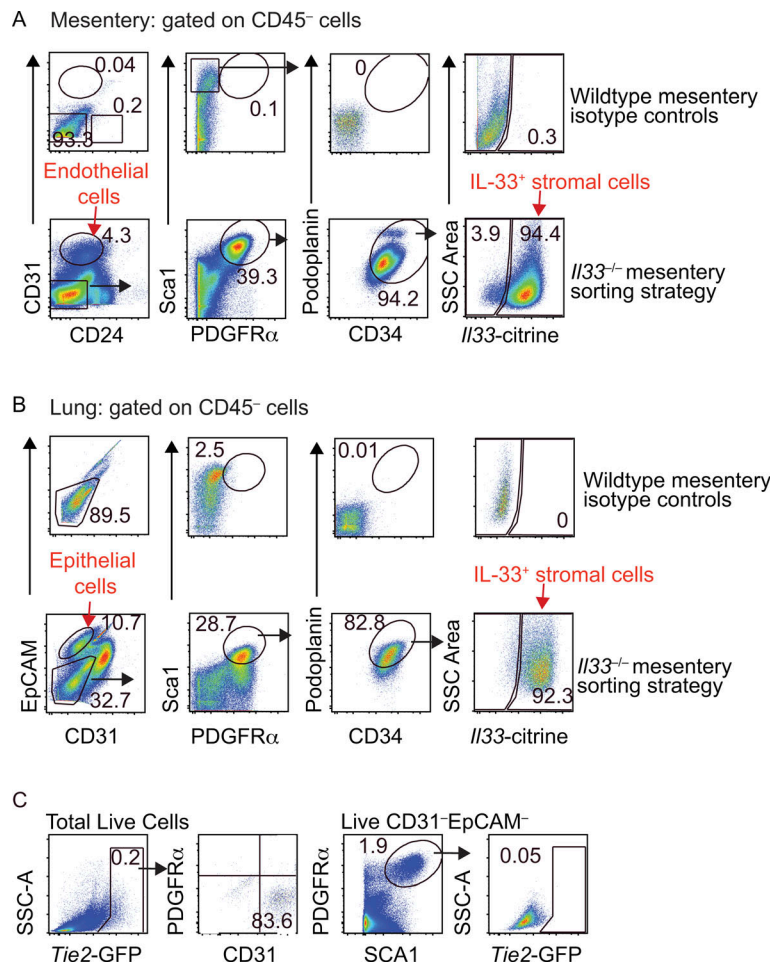 A Mesentery: gated on CD45⁻ cells
0.04
0.2
93.3
0.1
0
0.3
Wildtype mesentery
isotype controls
Endothelial
cells
IL-33⁺ stromal cells
4.3
39.3
94.2
3.9 94.4
Il33⁻/⁻ mesentery
sorting strategy
CD31
Sca1
Podoplanin
SSC Area
CD24
PDGFRα
CD34
Il33-citrine
B Lung: gated on CD45⁻ cells
89.5
2.5
0.01
0
Wildtype mesentery
isotype controls
Epithelial
cells
IL-33⁺ stromal cells
10.7
32.7
28.7
82.8
92.3
Il33⁻/⁻ mesentery
sorting strategy
EpCAM
Sca1
Podoplanin
SSC Area
CD31
PDGFRα
CD34
Il33-citrine
C
Total Live Cells
Live CD31⁻EpCAM⁻
0.2
83.6
1.9
0.05
SSC-A
PDGFRα
PDGFRα
SSC-A
Tie2-GFP
CD31
SCA1
Tie2-GFP